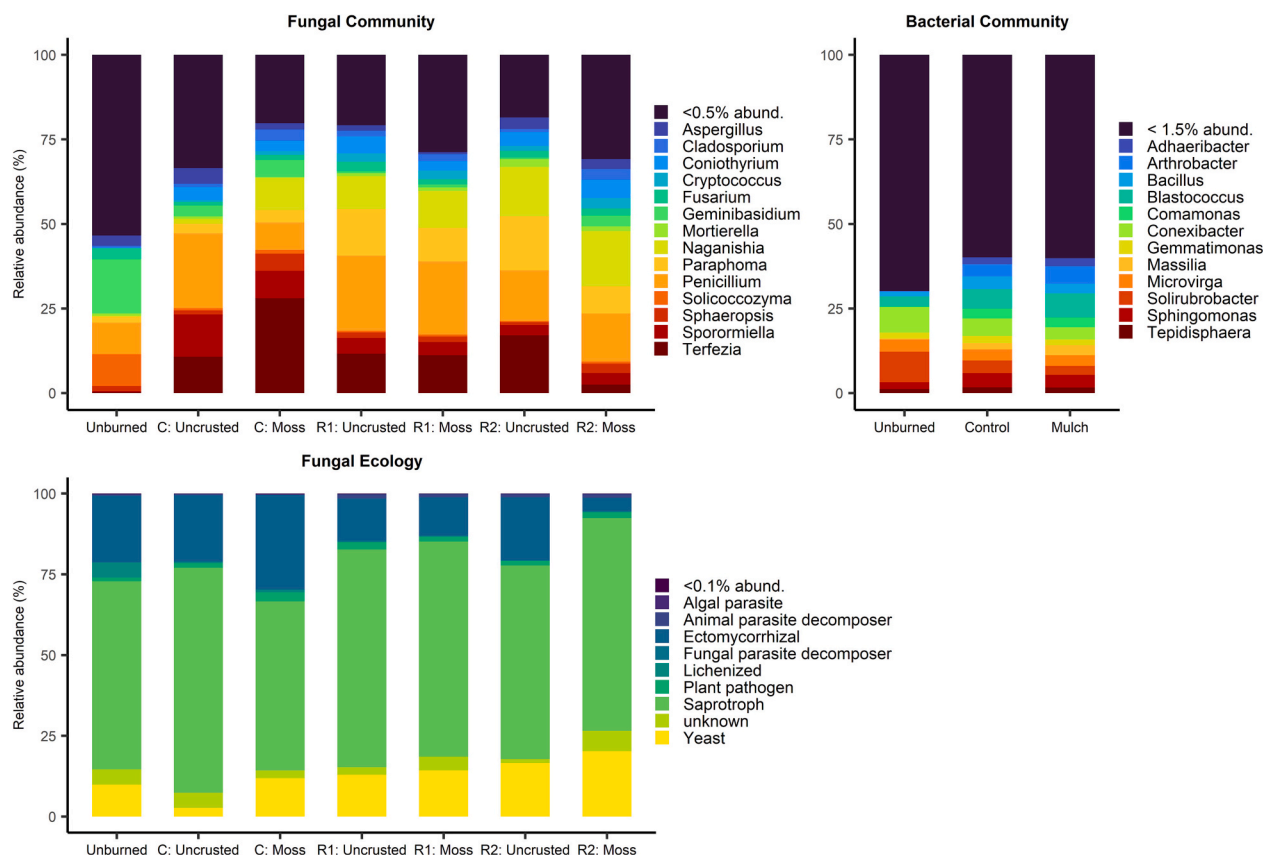 Fungal Community
Relative abundance (%)
100
75
50
25
0
Unburned C: Uncrusted C: Moss R1: Uncrusted R1: Moss R2: Uncrusted R2: Moss
<0.5% abund.
Aspergillus
Cladosporium
Coniothyrium
Cryptococcus
Fusarium
Geminibasidium
Mortierella
Naganishia
Paraphoma
Penicillium
Solicoccozyma
Sphaeropsis
Sporormiella
Terfezia
Bacterial Community
Relative abundance (%)
100
75
50
25
0
Unburned Control Mulch
< 1.5% abund.
Adhaeribacter
Arthrobacter
Bacillus
Blastococcus
Comamonas
Conexibacter
Gemmatimonas
Massilia
Microvirga
Solirubrobacter
Sphingomonas
Tepidisphaera
Fungal Ecology
Relative abundance (%)
100
75
50
25
0
Unburned C: Uncrusted C: Moss R1: Uncrusted R1: Moss R2: Uncrusted R2: Moss
<0.1% abund.
Algal parasite
Animal parasite decomposer
Ectomycorrhizal
Fungal parasite decomposer
Lichenized
Plant pathogen
Saprotroph
unknown
Yeast